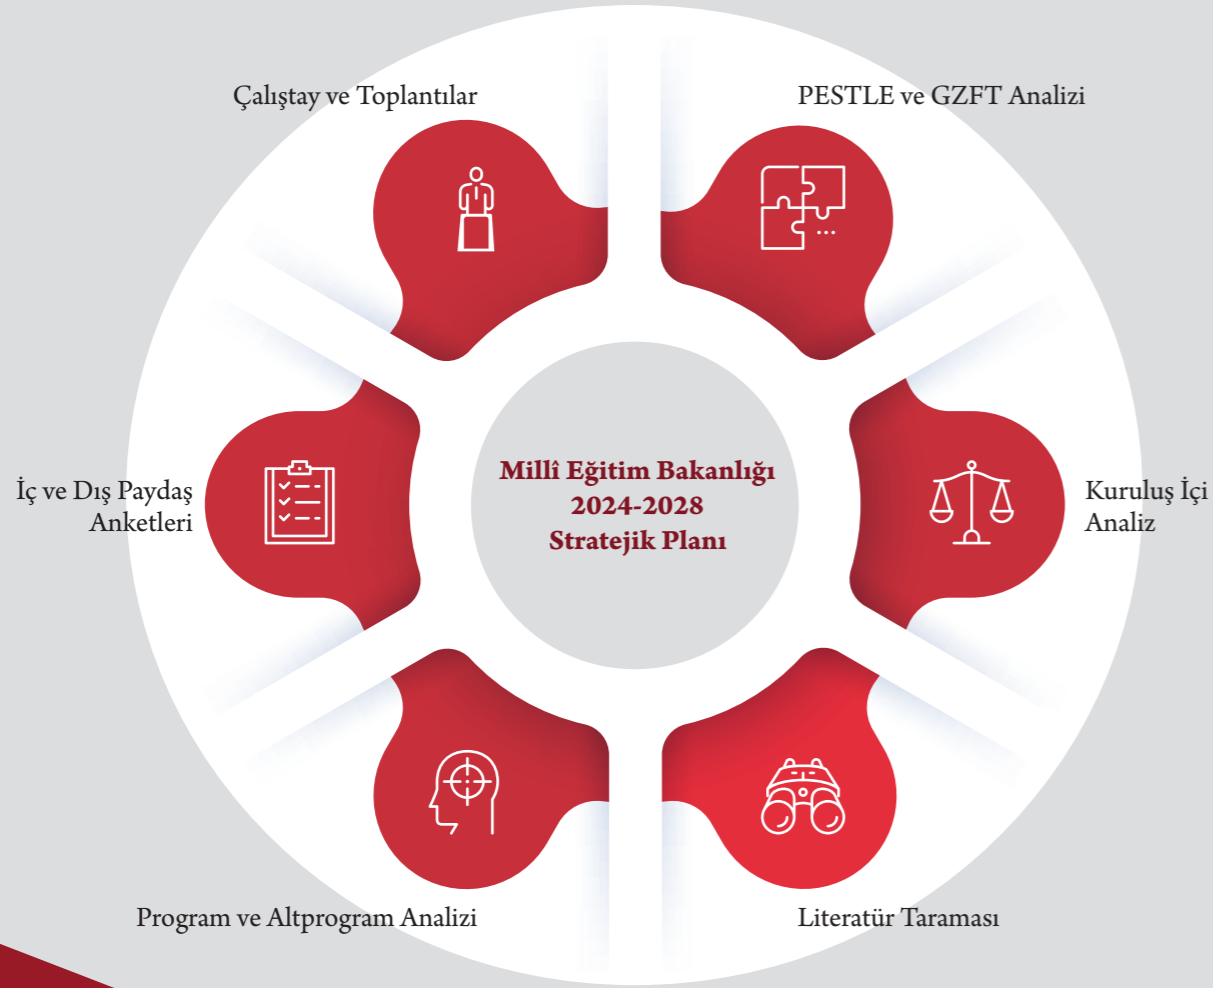 Çalıştay ve Toplantılar
PESTLE ve GZFT Analizi
İç ve Dış Paydaş
Anketleri
Millî Eğitim Bakanlığı
2024-2028
Stratejik Planı
Kuruluş İçi
Analiz
Program ve Altprogram Analizi
Literatür Taraması